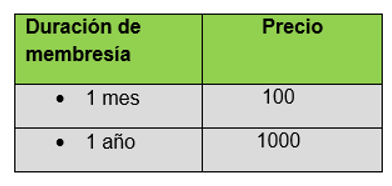 Duración de Precio
membresía
• 1 mes 100
• 1 año 1000